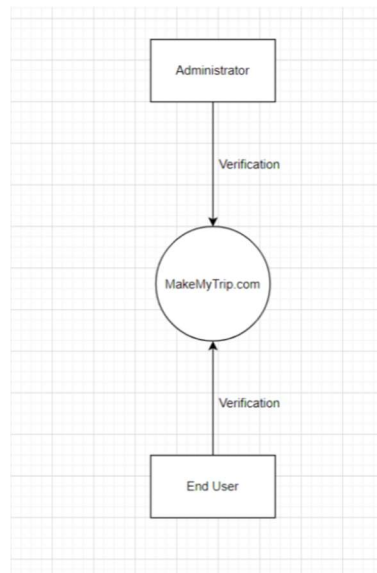 Administrator
Verification
MakeMyTrip.com
Verification
End User